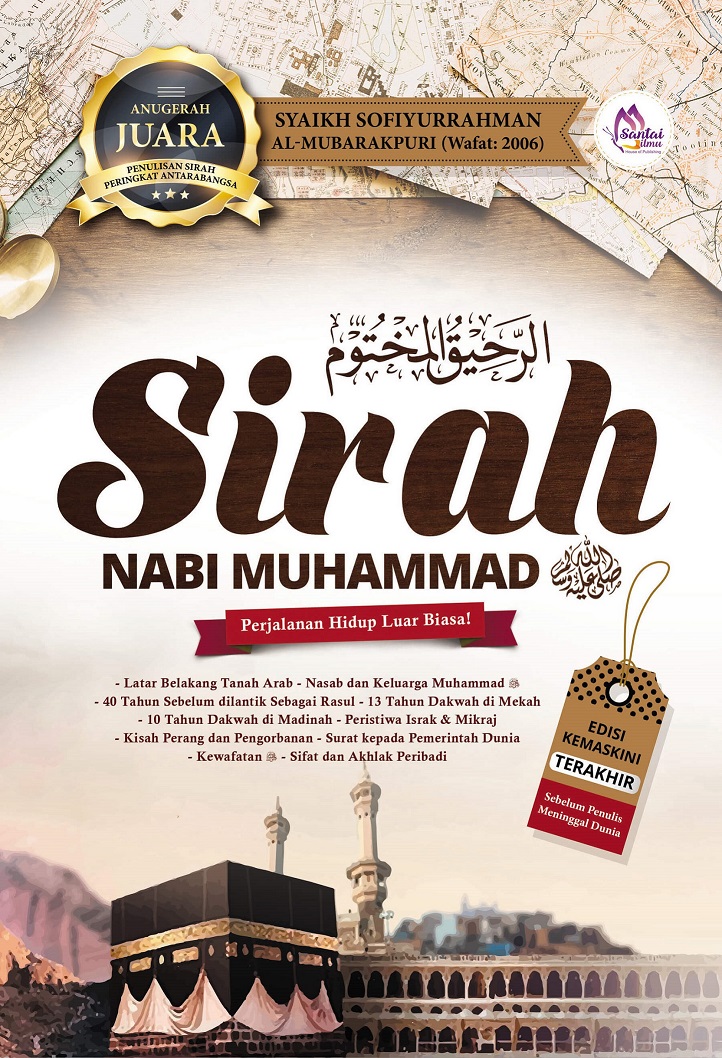 ANUGERAH
JUARA
PENULISAN SIRAH
PERINGKAT ANTARABANGSA
SYAIKH SOFIYURRAHMAN
AL-MUBARAKPURI (Wafat: 2006)
Santai
ilmu
House of Publishing
الرحيق المختوم
Sirah
NABI MUHAMMAD
صلى الله عليه وسلم
Perjalanan Hidup Luar Biasa!
- Latar Belakang Tanah Arab - Nasab dan Keluarga Muhammad ﷺ
- 40 Tahun Sebelum dilantik Sebagai Rasul - 13 Tahun Dakwah di Mekah
- 10 Tahun Dakwah di Madinah - Peristiwa Israk & Mikraj
- Kisah Perang dan Pengorbanan - Surat kepada Pemerintah Dunia
- Kewafatan ﷺ - Sifat dan Akhlak Peribadi
EDISI
KEMASKINI
TERAKHIR
Sebelum Penulis
Meninggal Dunia